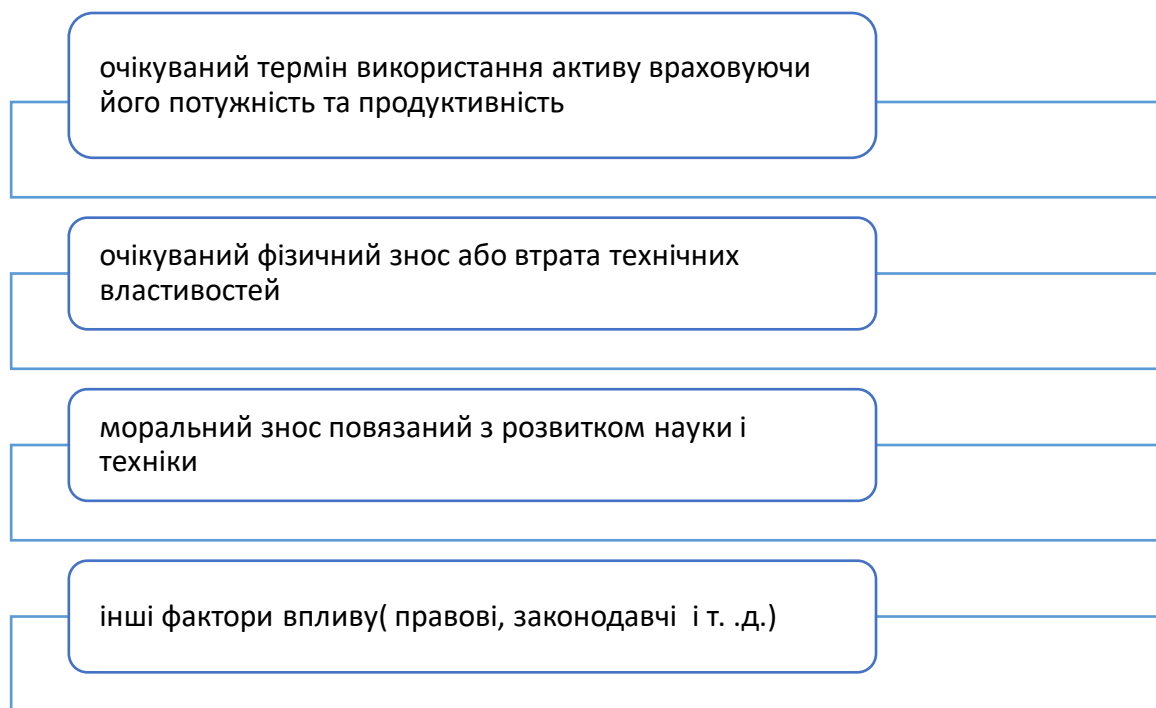 очікуваний термін використання активу враховуючи
його потужність та продуктивність
очікуваний фізичний знос або втрата технічних
властивостей
моральний знос повязаний з розвитком науки і
техніки
інші фактори впливу( правові, законодавчі  і т. .д.)